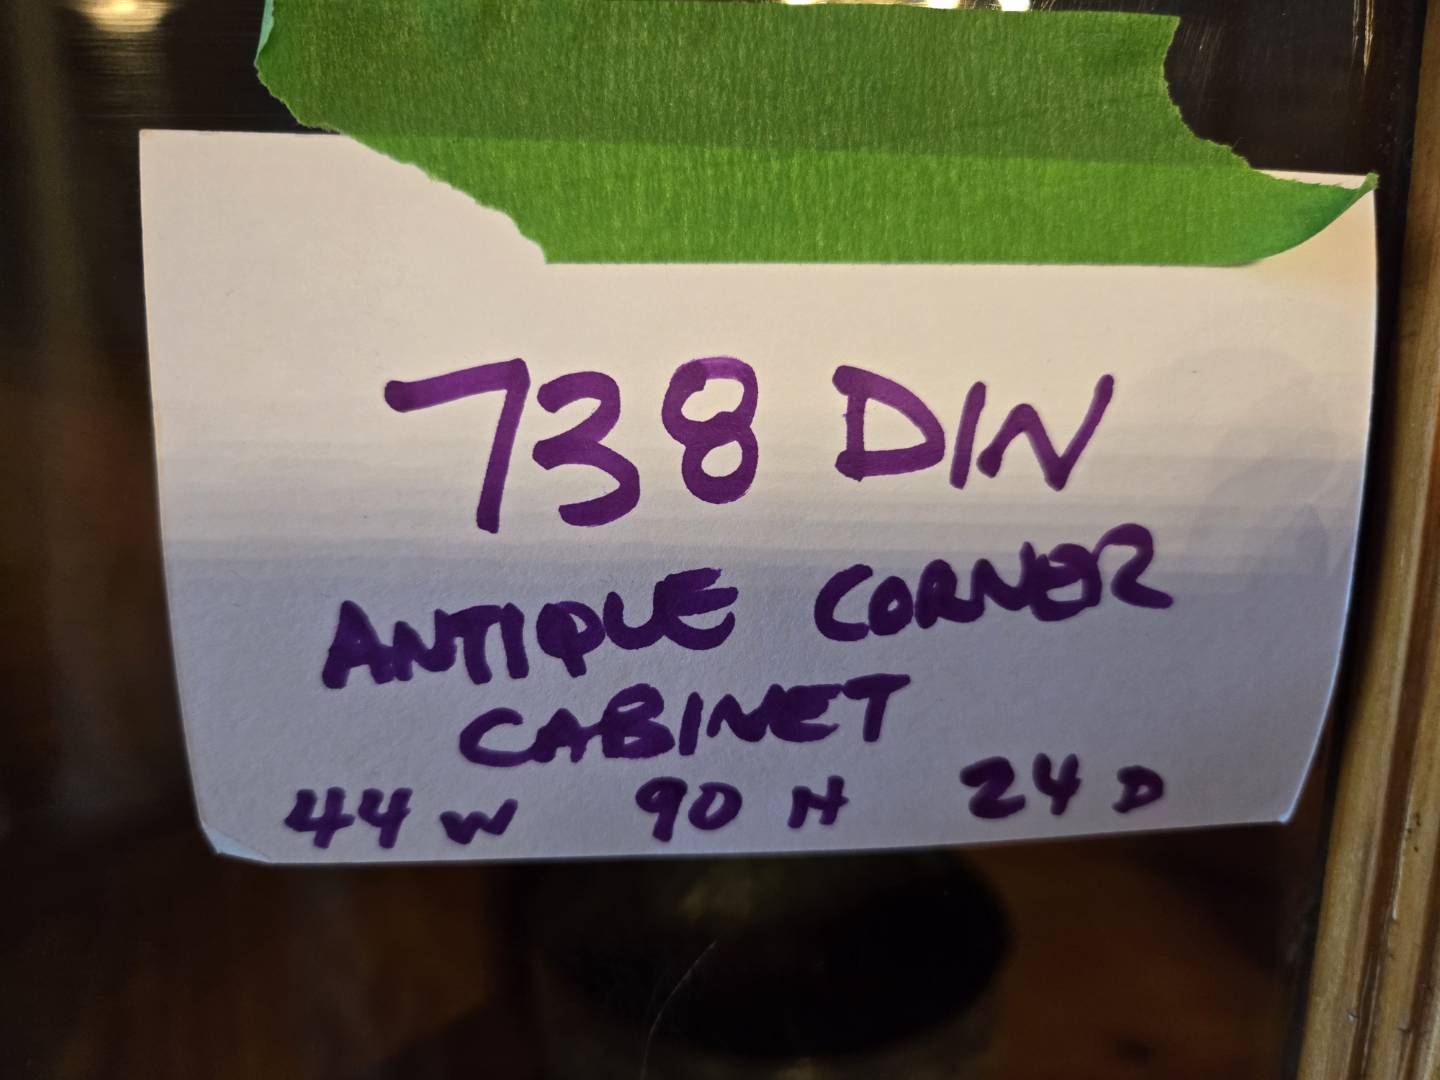 738 DIN
ANTIQUE CORNER
CABINET
44 W 90 H 24 D